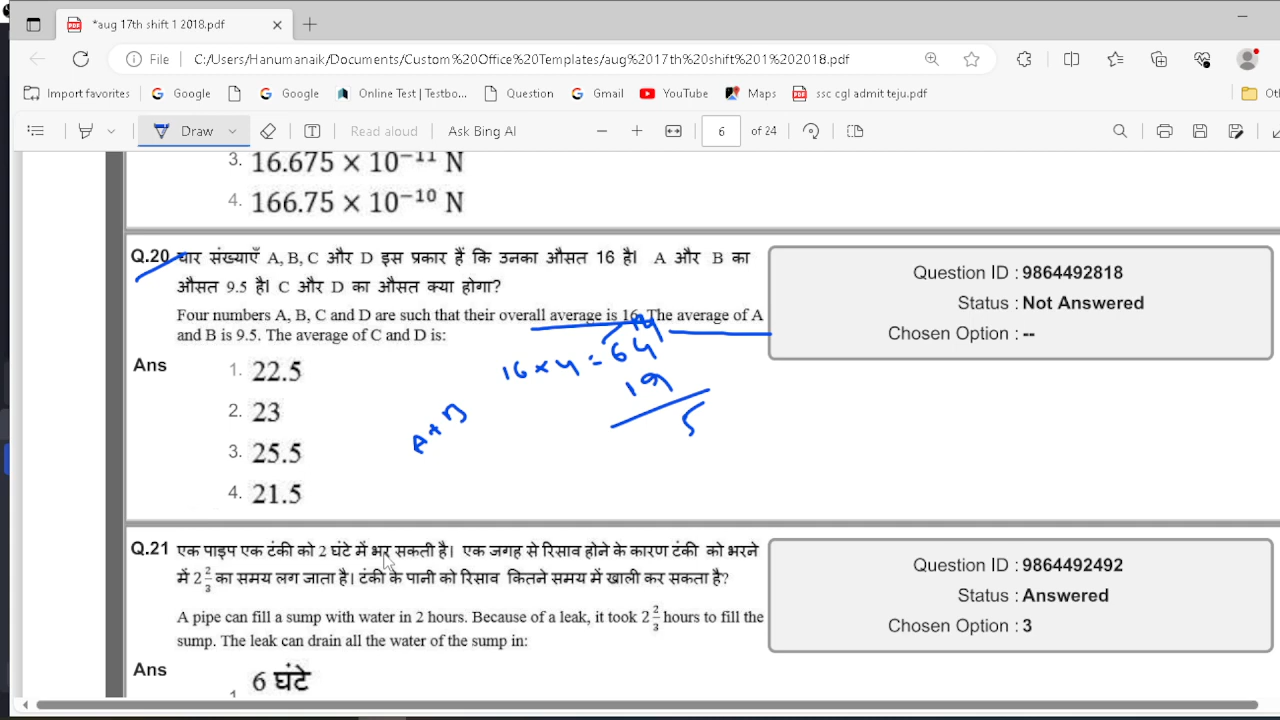 *aug 17th shift 1 2018.pdf
File C:/Users/Hanumanaik/Documents/Custom%20Office%20Templates/aug%2017th%20shift%201%202018.pdf
Import favorites Google Google Online Test | Testbo... Question Gmail YouTube Maps ssc cgl admit teju.pdf Oth
Draw Read aloud Ask Bing AI 6 of 24
3. 16.675 × 10⁻¹¹ N
4. 166.75 × 10⁻¹⁰ N
Q.20 चार संख्याएँ A, B, C और D इस प्रकार हैं कि उनका औसत 16 है। A और B का
औसत 9.5 है। C और D का औसत क्या होगा?
Four numbers A, B, C and D are such that their overall average is 16. The average of A
and B is 9.5. The average of C and D is:
Question ID : 9864492818
Status : Not Answered
Chosen Option : --
Ans
1. 22.5
2. 23
3. 25.5
4. 21.5
14
16 × 4 = 64
19
5
A + B
Q.21 एक पाइप एक टंकी को 2 घंटे में भर सकती है। एक जगह से रिसाव होने के कारण टंकी को भरने
में 2 2/3 का समय लग जाता है। टंकी के पानी को रिसाव कितने समय में खाली कर सकता है?
A pipe can fill a sump with water in 2 hours. Because of a leak, it took 2 2/3 hours to fill the
sump. The leak can drain all the water of the sump in:
Question ID : 9864492492
Status : Answered
Chosen Option : 3
Ans
1 6 घंटे